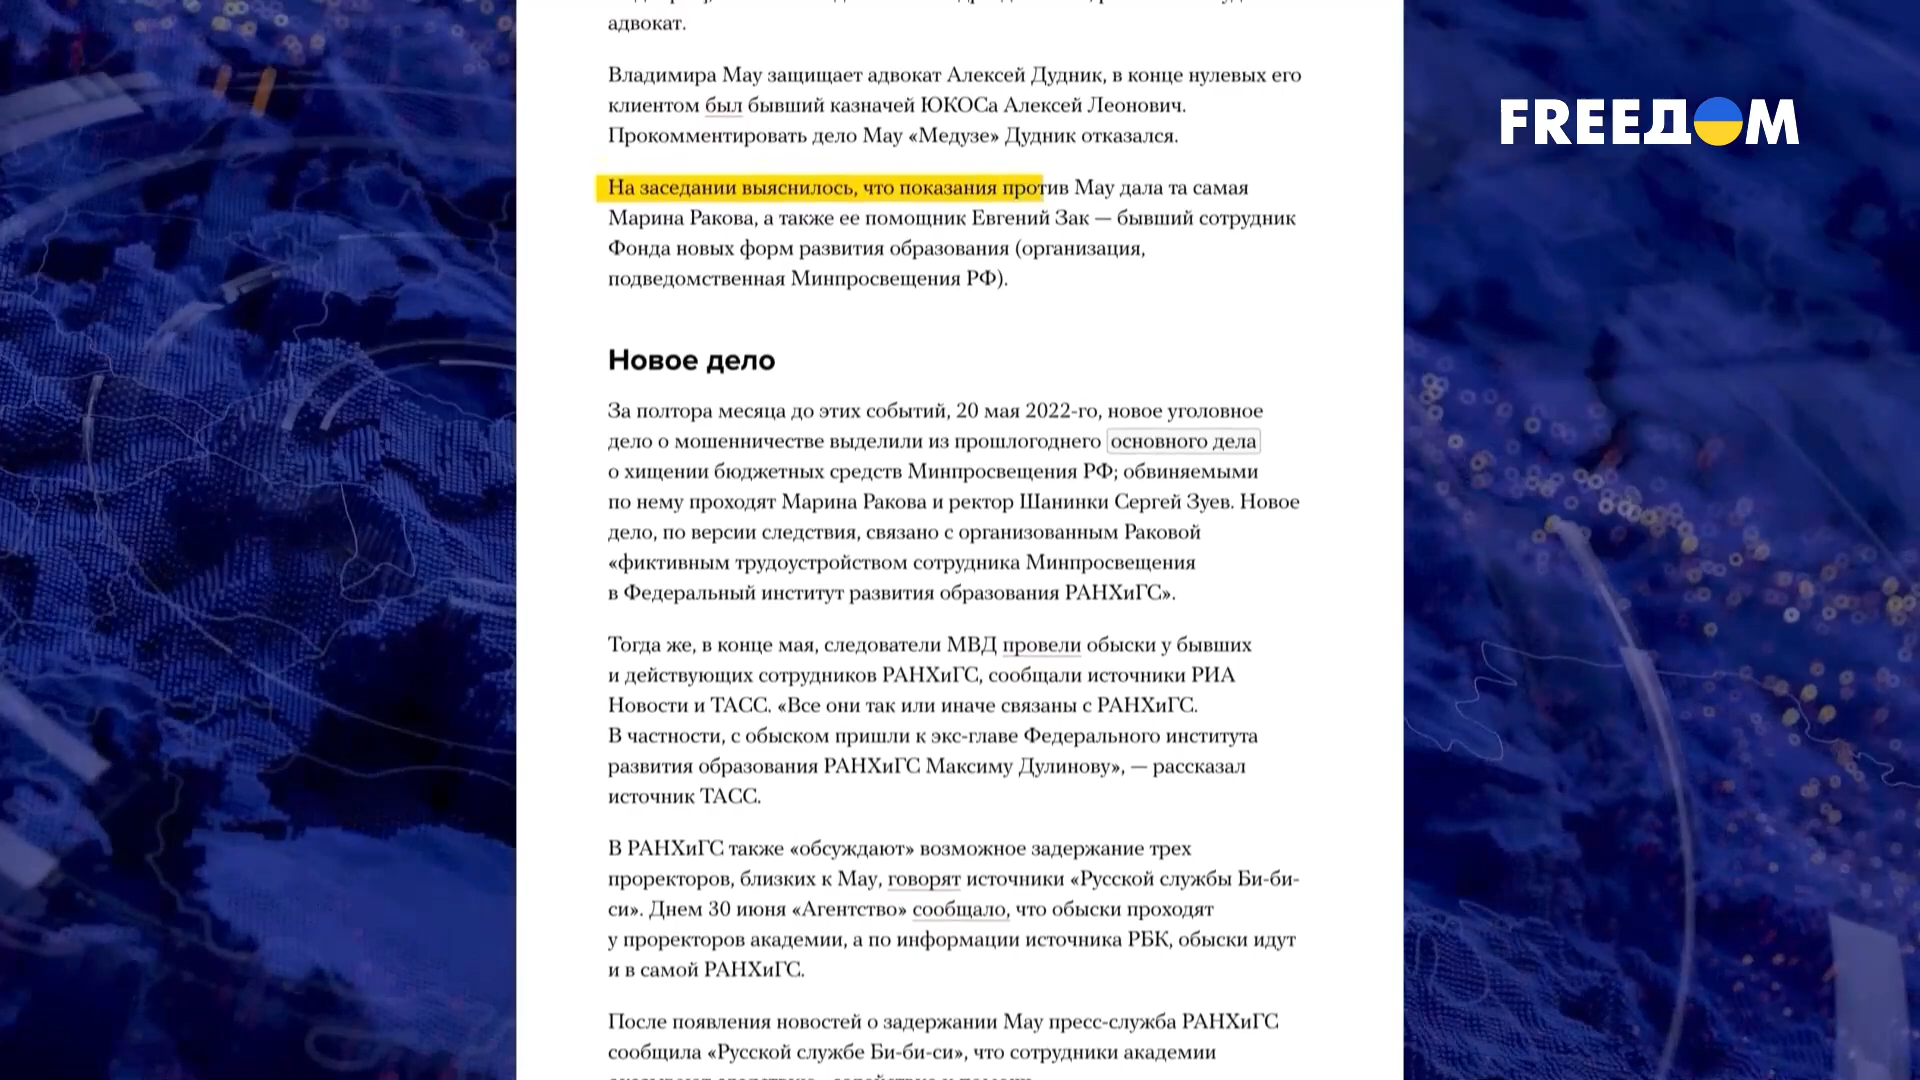 адвокат.
Владимира Мау защищает адвокат Алексей Дудник, в конце нулевых его
клиентом был бывший казначей ЮКОСа Алексей Леонович.
Прокомментировать дело Мау «Медузе» Дудник отказался.
FREEДOM
На заседании выяснилось, что показания против Мау дала та самая
Марина Ракова, а также ее помощник Евгений Зак — бывший сотрудник
Фонда новых форм развития образования (организация,
подведомственная Минпросвещения РФ).
Новое дело
За полтора месяца до этих событий, 20 мая 2022-го, новое уголовное
дело о мошенничестве выделили из прошлогоднего основного дела
о хищении бюджетных средств Минпросвещения РФ; обвиняемыми
по нему проходят Марина Ракова и ректор Шанинки Сергей Зуев. Новое
дело, по версии следствия, связано с организованным Раковой
«фиктивным трудоустройством сотрудника Минпросвещения
в Федеральный институт развития образования РАНХиГС».
Тогда же, в конце мая, следователи МВД провели обыски у бывших
и действующих сотрудников РАНХиГС, сообщали источники РИА
Новости и ТАСС. «Все они так или иначе связаны с РАНХиГС.
В частности, с обыском пришли к экс-главе Федерального института
развития образования РАНХиГС Максиму Дулинову», — рассказал
источник ТАСС.
В РАНХиГС также «обсуждают» возможное задержание трех
проректоров, близких к Мау, говорят источники «Русской службы Би-би-
си». Днем 30 июня «Агентство» сообщало, что обыски проходят
у проректоров академии, а по информации источника РБК, обыски идут
и в самой РАНХиГС.
После появления новостей о задержании Мау пресс-служба РАНХиГС
сообщила «Русской службе Би-би-си», что сотрудники академии